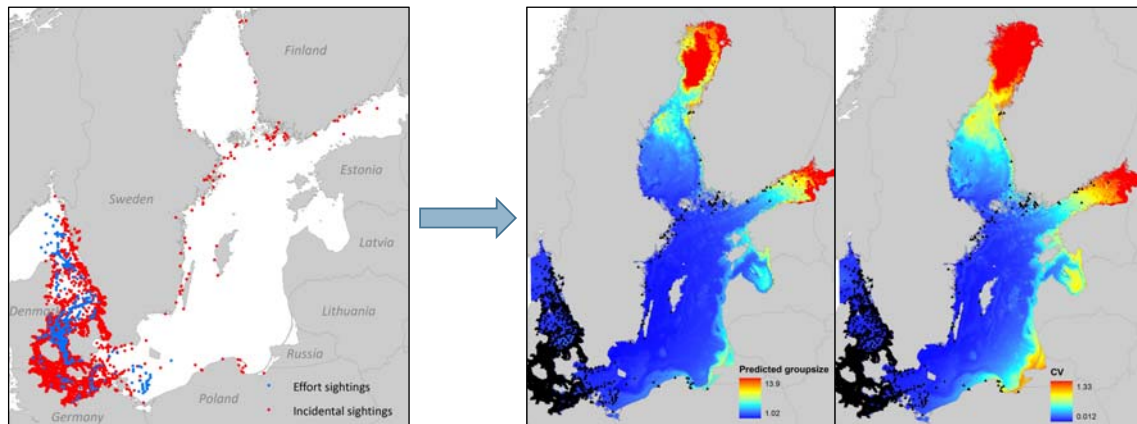 Finland
Sweden
Estonia
Latvia
Denmark
Lithuania
Russia
Effort sightings
Poland
Incidental sightings
Germany
Predicted groupsize
13.9
1.02
CV
1.33
0.012